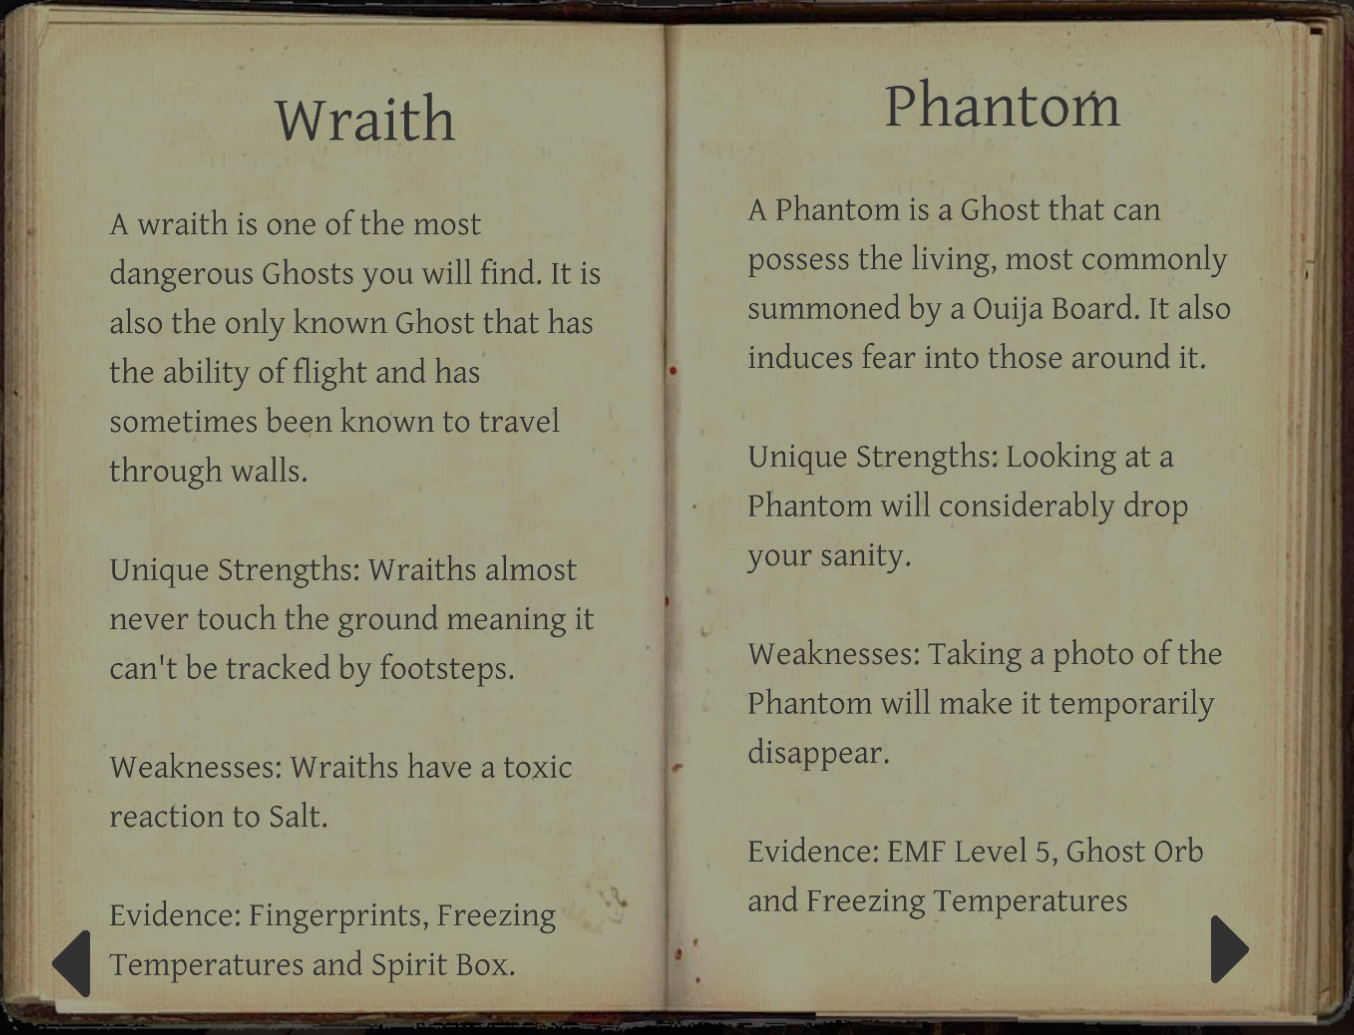 Wraith
A wraith is one of the most
dangerous Ghosts you will find. It is
also the only known Ghost that has
the ability of flight and has
sometimes been known to travel
through walls.
Unique Strengths: Wraiths almost
never touch the ground meaning it
can't be tracked by footsteps.
Weaknesses: Wraiths have a toxic
reaction to Salt.
Evidence: Fingerprints, Freezing
Temperatures and Spirit Box.
Phantom
A Phantom is a Ghost that can
possess the living, most commonly
summoned by a Ouija Board. It also
induces fear into those around it.
Unique Strengths: Looking at a
Phantom will considerably drop
your sanity.
Weaknesses: Taking a photo of the
Phantom will make it temporarily
disappear.
Evidence: EMF Level 5, Ghost Orb
and Freezing Temperatures